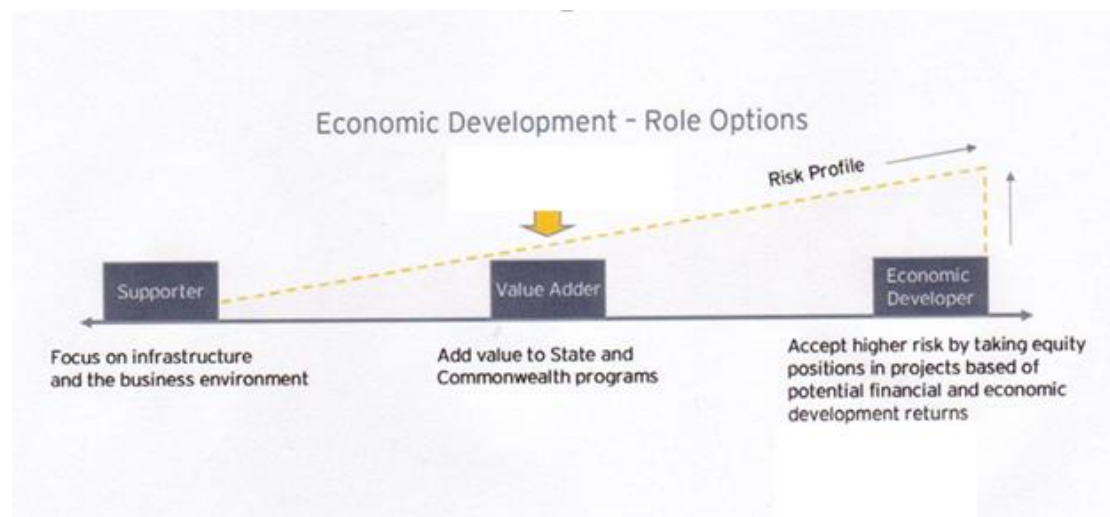 Economic Development – Role Options
Risk Profile
Supporter
Value Adder
Economic
Developer
Focus on infrastructure
and the business environment
Add value to State and
Commonwealth programs
Accept higher risk by taking equity
positions in projects based of
potential financial and economic
development returns